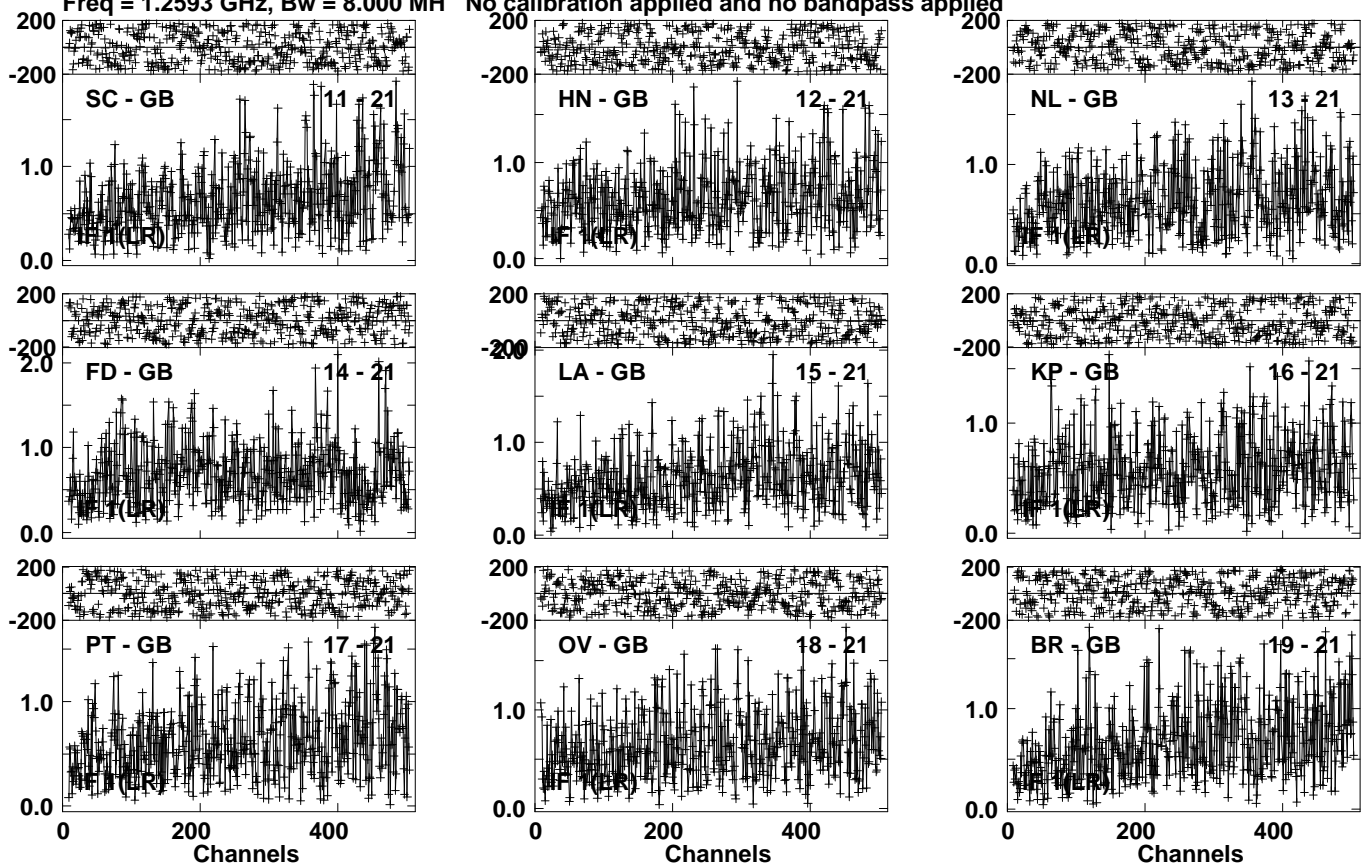 Freq = 1.2593 GHz, Bw = 8.000 MH No calibration applied and no bandpass applied
200
-200
SC - GB 11 - 21
1.0
IF 1(LR)
0.0
200
-200
HN - GB 12 - 21
1.0
IF 1(LR)
0.0
200
-200
NL - GB 13 - 21
1.0
IF 1(LR)
0.0
200
-200
2.0
FD - GB 14 - 21
1.0
IF 1(LR)
0.0
200
-200
2.0
LA - GB 15 - 21
1.0
IF 1(LR)
0.0
200
-200
KP - GB 16 - 21
1.0
IF 1(LR)
0.0
200
-200
PT - GB 17 - 21
1.0
IF 1(LR)
0.0
0 200 400
Channels
200
-200
OV - GB 18 - 21
1.0
IF 1(LR)
0.0
0 200 400
Channels
200
-200
BR - GB 19 - 21
1.0
IF 1(LR)
0.0
0 200 400
Channels